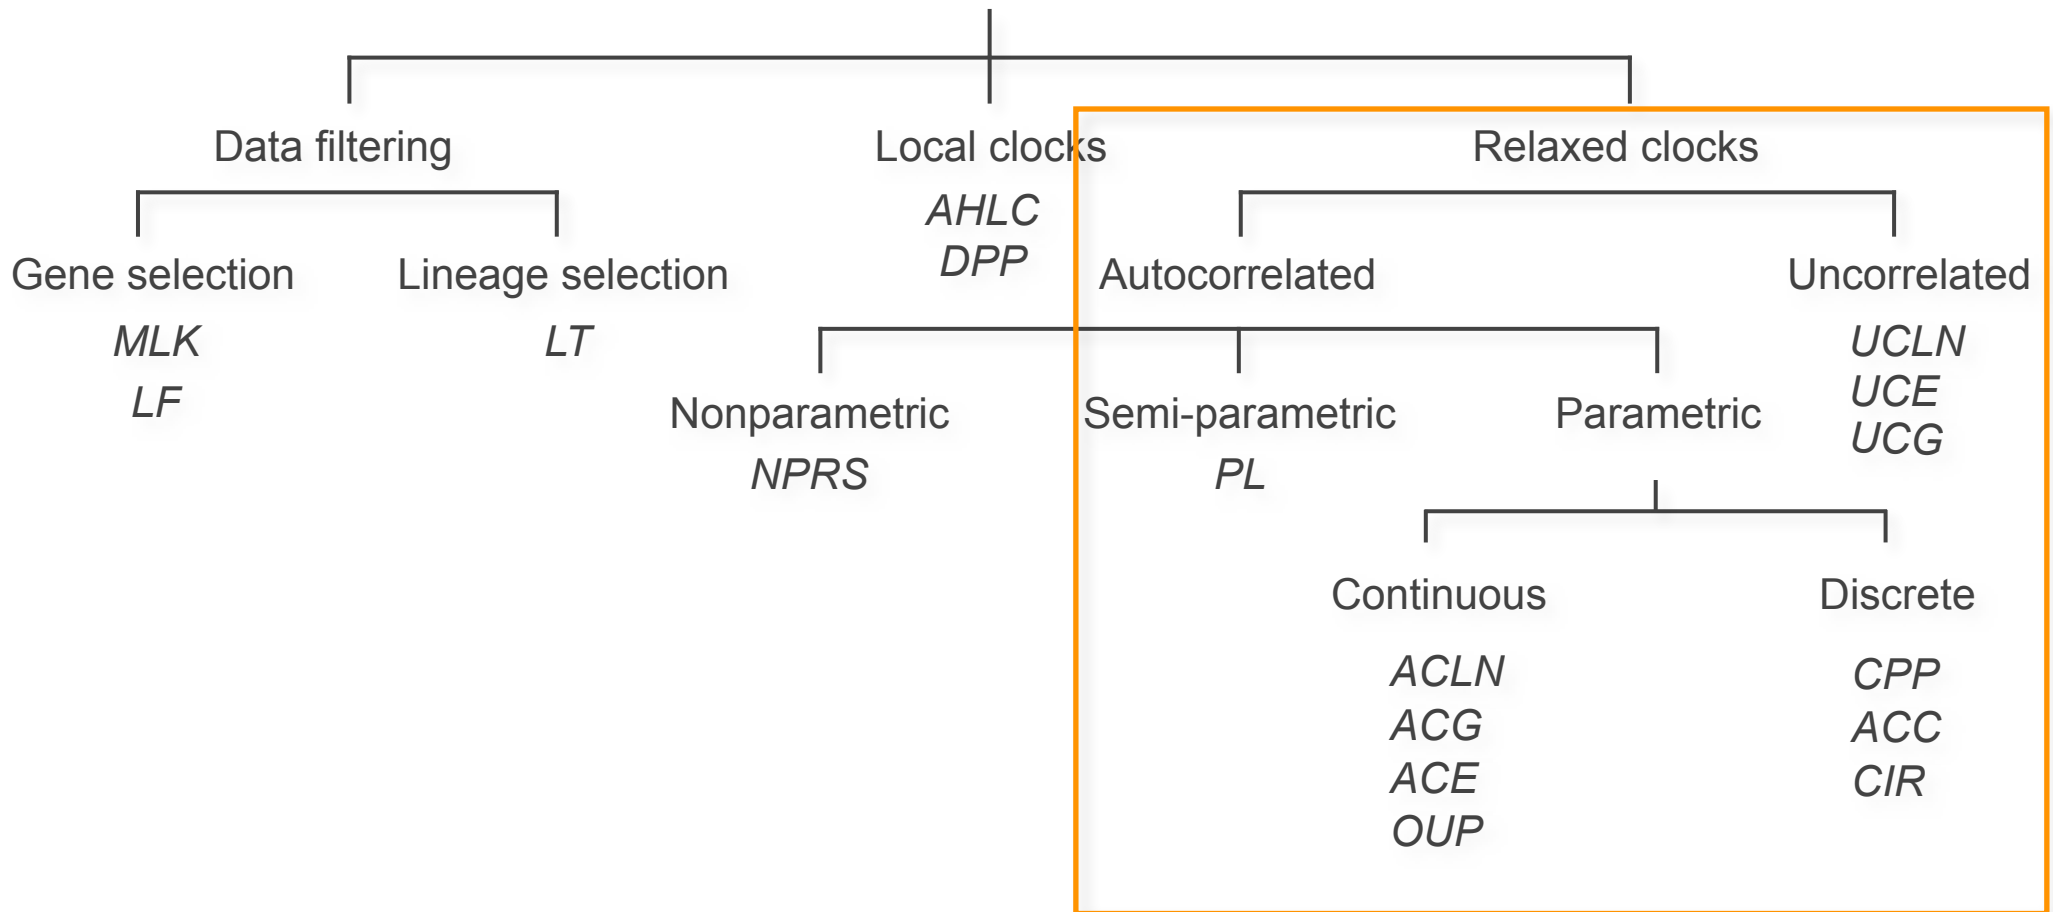 Data filtering
Local clocks
Relaxed clocks
AHLC
DPP
Gene selection
Lineage selection
Autocorrelated
Uncorrelated
MLK
LF
LT
UCLN
UCE
UCG
Nonparametric
Semi-parametric
Parametric
NPRS
PL
Continuous
Discrete
ACLN
ACG
ACE
OUP
CPP
ACC
CIR